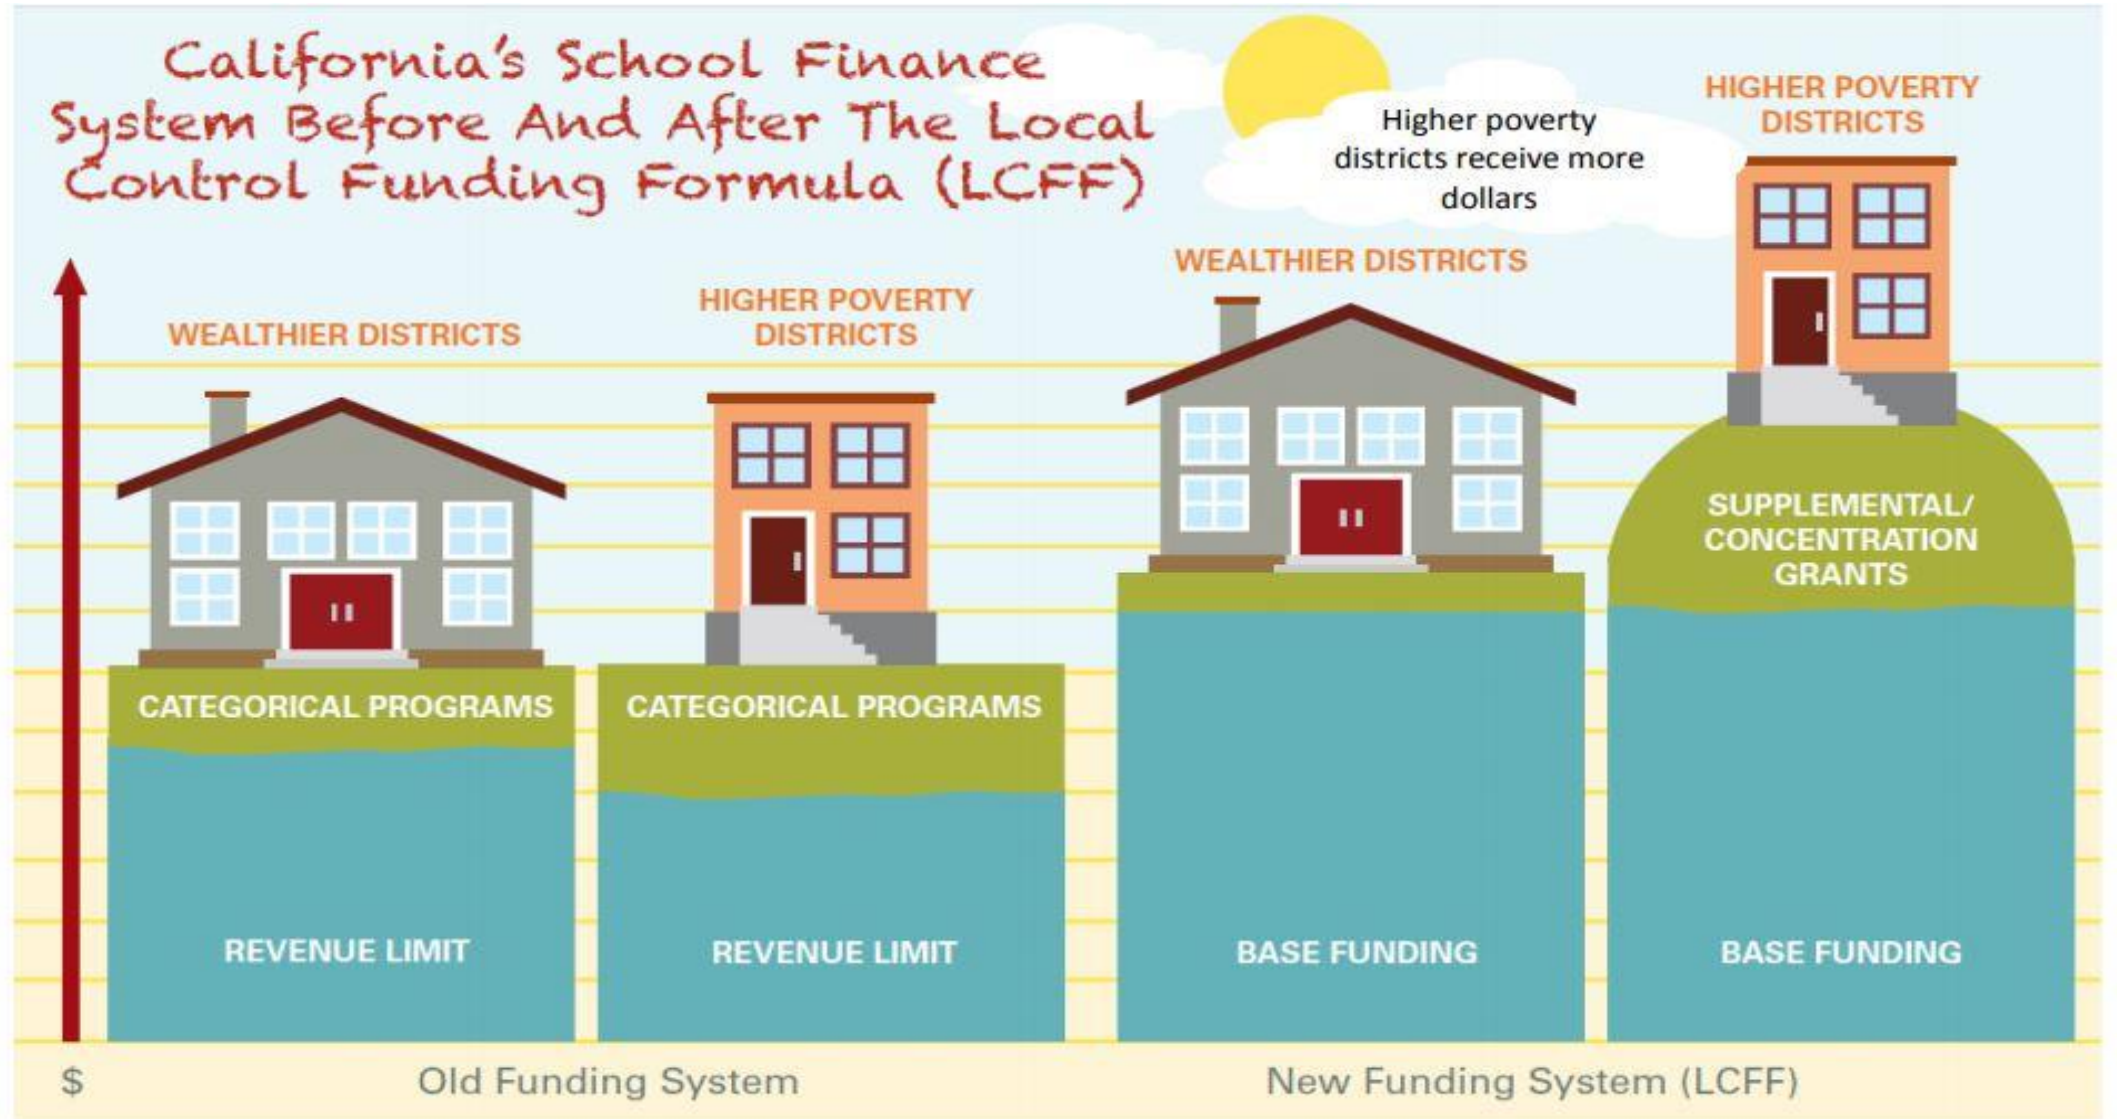 California's School Finance
System Before And After The Local
Control Funding Formula (LCFF)
Higher poverty
districts receive more
dollars
HIGHER POVERTY
DISTRICTS
WEALTHIER DISTRICTS
HIGHER POVERTY
DISTRICTS
WEALTHIER DISTRICTS
SUPPLEMENTAL/
CONCENTRATION
GRANTS
CATEGORICAL PROGRAMS
CATEGORICAL PROGRAMS
REVENUE LIMIT
REVENUE LIMIT
BASE FUNDING
BASE FUNDING
$
Old Funding System
New Funding System (LCFF)